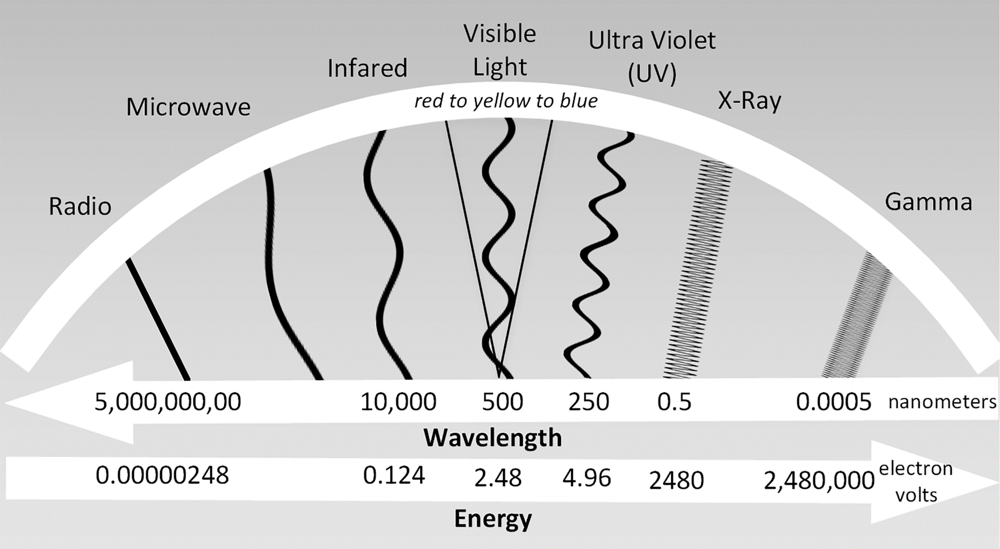 Visible
Light
Ultra Violet
(UV)
Infared
X-Ray
Microwave
red to yellow to blue
Radio
Gamma
5,000,000,00
10,000
500
250
0.5
0.0005
nanometers
Wavelength
0.00000248
0.124
2.48
4.96
2480
2,480,000
electron
volts
Energy